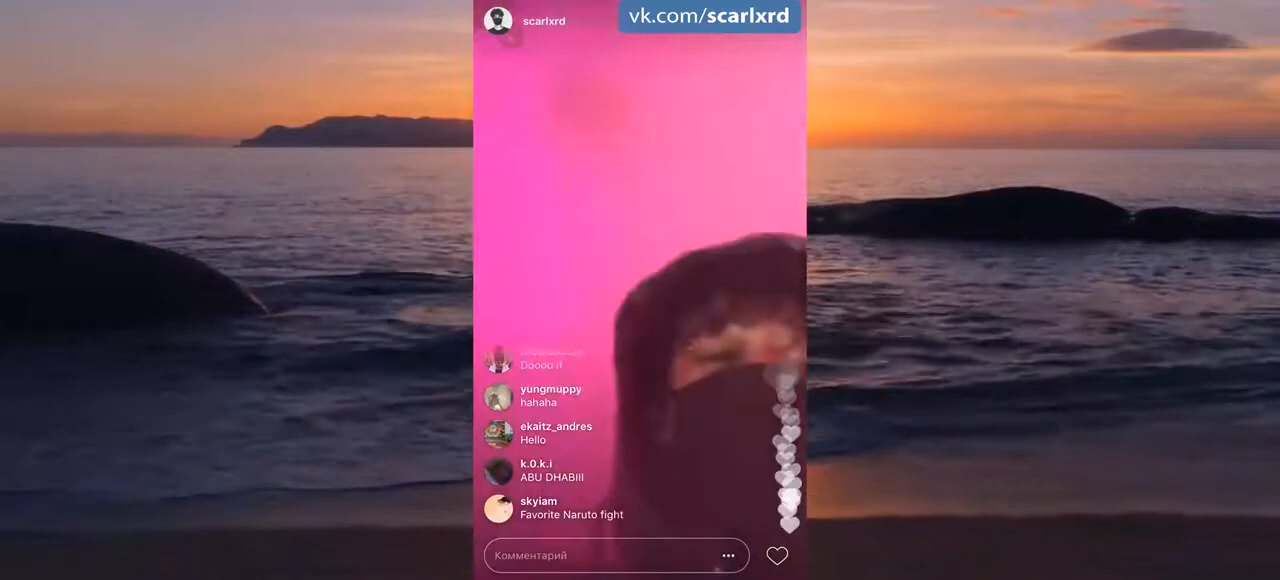 scarlxrd
vk.com/scarlxrd
Doooo it
yungmuppy
hahaha
ekaitz_andres
Hello
k.0.k.i
ABU DHABIII
skyiam
Favorite Naruto fight
Комментарий